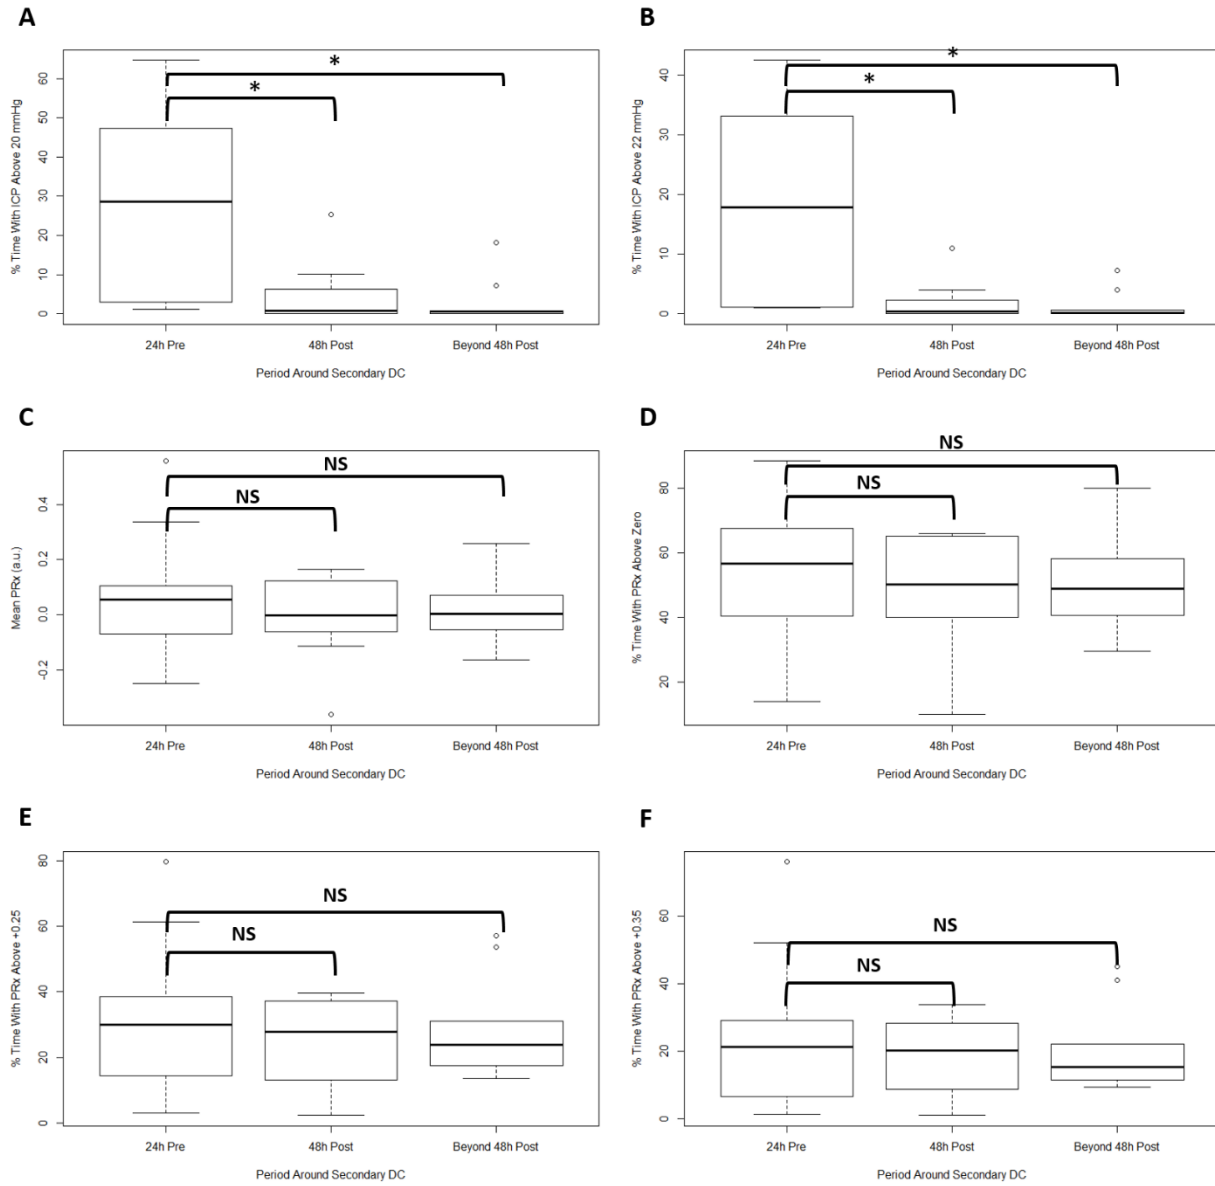 A
% Time With ICP Above 20 mmHg
60
50
40
30
20
10
0
*
*
24h Pre
48h Post
Beyond 48h Post
Period Around Secondary DC
B
% Time With ICP Above 22 mmHg
40
30
20
10
0
*
*
24h Pre
48h Post
Beyond 48h Post
Period Around Secondary DC
C
Mean PRx (a.u.)
0.4
0.2
0.0
-0.2
NS
NS
24h Pre
48h Post
Beyond 48h Post
Period Around Secondary DC
D
% Time With PRx Above Zero
80
60
40
20
NS
NS
24h Pre
48h Post
Beyond 48h Post
Period Around Secondary DC
E
% Time With PRx Above +0.25
80
60
40
20
0
NS
NS
24h Pre
48h Post
Beyond 48h Post
Period Around Secondary DC
F
% Time With PRx Above +0.35
60
40
20
0
NS
NS
24h Pre
48h Post
Beyond 48h Post
Period Around Secondary DC